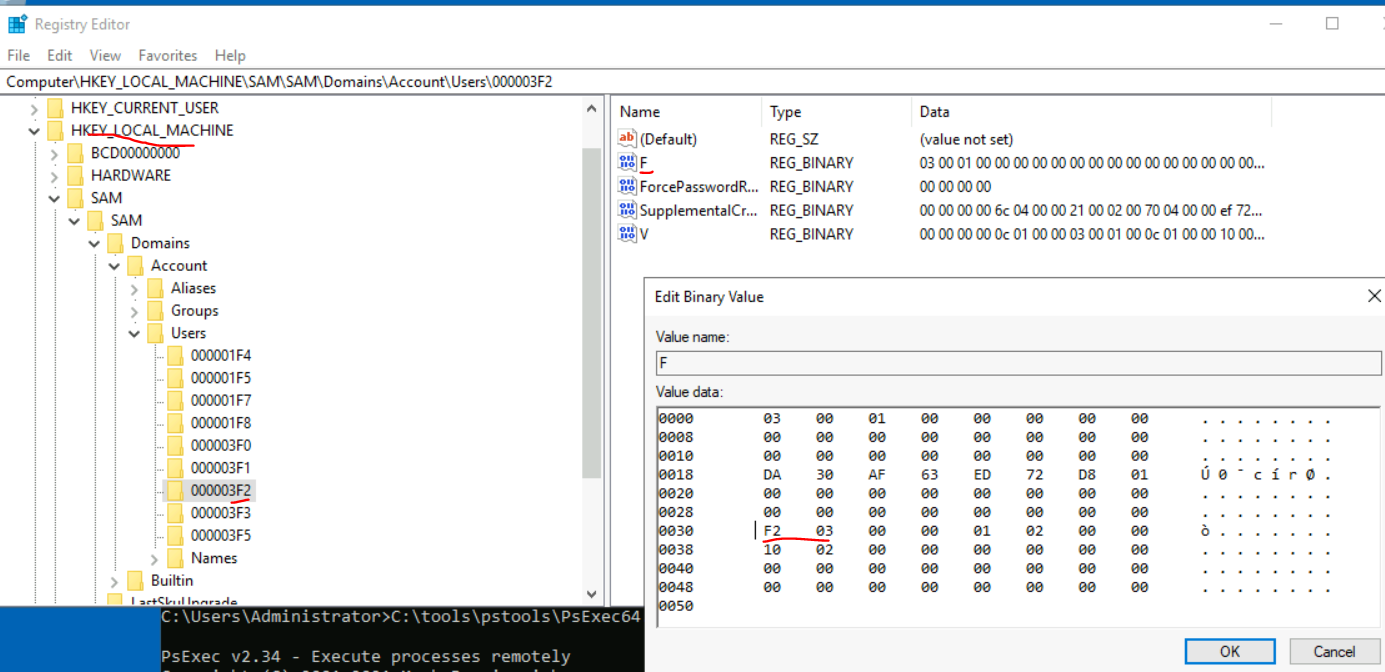 Registry Editor
File Edit View Favorites Help
Computer\HKEY_LOCAL_MACHINE\SAM\SAM\Domains\Account\Users\000003F2
HKEY_CURRENT_USER
HKEY_LOCAL_MACHINE
BCD00000000
HARDWARE
SAM
SAM
Domains
Account
Aliases
Groups
Users
000001F4
000001F5
000001F7
000001F8
000003F0
000003F1
000003F2
000003F3
000003F5
Names
Builtin
LastSkuUpgrade
Name Type Data
(Default) REG_SZ (value not set)
F REG_BINARY 03 00 01 00 00 00 00 00 00 00 00 00 00 00 00 00 00 00...
ForcePasswordR... REG_BINARY 00 00 00 00
SupplementalCr... REG_BINARY 00 00 00 00 6c 04 00 00 21 00 02 00 70 04 00 00 ef 72...
V REG_BINARY 00 00 00 00 0c 01 00 00 03 00 01 00 0c 01 00 00 10 00...
Edit Binary Value
Value name:
F
Value data:
0000 03 00 01 00 00 00 00 00 . . . . . . . .
0008 00 00 00 00 00 00 00 00 . . . . . . . .
0010 00 00 00 00 00 00 00 00 . . . . . . . .
0018 DA 30 AF 63 ED 72 D8 01 Ú 0 ¯ c í r Ø .
0020 00 00 00 00 00 00 00 00 . . . . . . . .
0028 00 00 00 00 00 00 00 00 . . . . . . . .
0030 F2 03 00 00 01 02 00 00 ò . . . . . . .
0038 10 02 00 00 00 00 00 00 . . . . . . . .
0040 00 00 00 00 00 00 00 00 . . . . . . . .
0048 00 00 00 00 00 00 00 00 . . . . . . . .
0050
OK Cancel
C:\Users\Administrator>C:\tools\pstools\PsExec64
PsExec v2.34 - Execute processes remotely